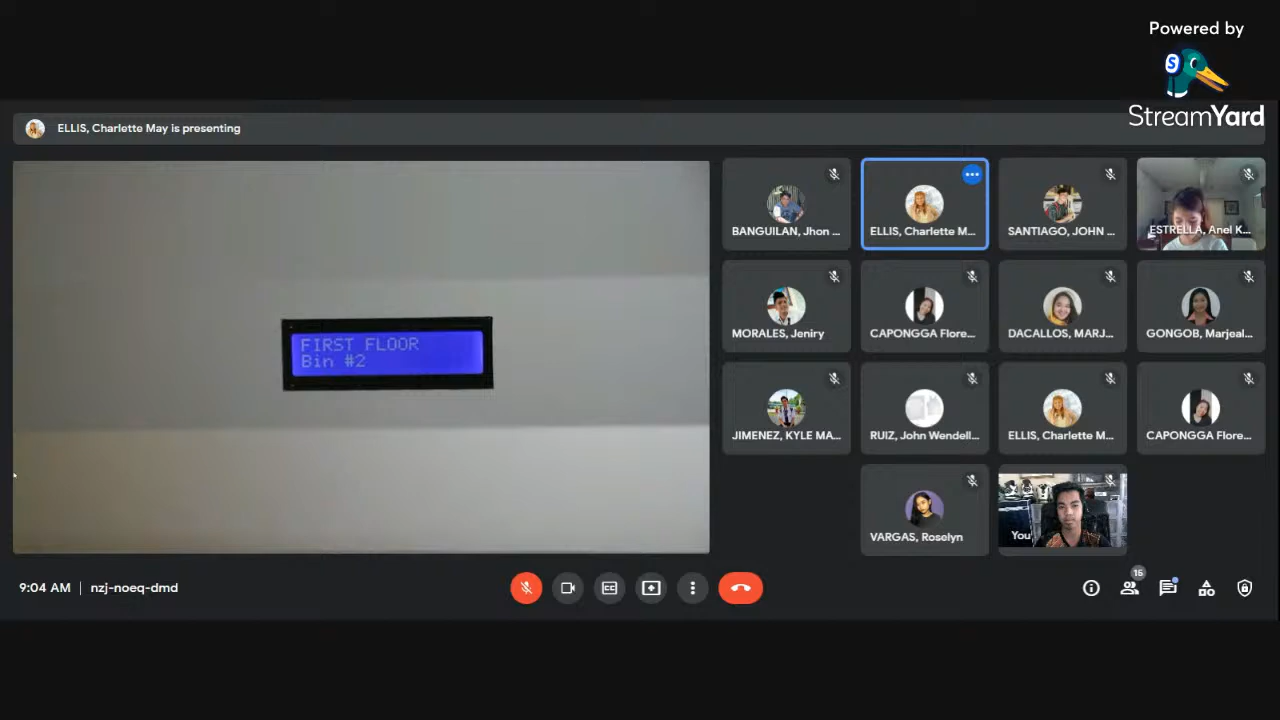 Powered by
StreamYard
ELLIS, Charlette May is presenting
FIRST FLOOR
Bin #2
BANGUILAN, Jhon ...
ELLIS, Charlette M...
SANTIAGO, JOHN ...
ESTRELLA, Anel K...
MORALES, Jeniry
CAPONGGA Flore...
DACALLOS, MARJ...
GONGOB, Marjeal...
JIMENEZ, KYLE MA...
RUIZ, John Wendell...
ELLIS, Charlette M...
CAPONGGA Flore...
VARGAS, Roselyn
You
9:04 AM | nzj-noeq-dmd
15